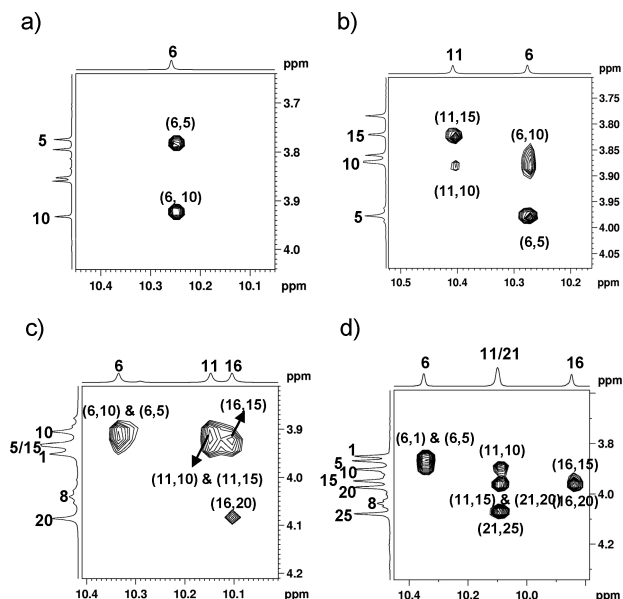 a)
6
ppm
5
10
(6,5)
(6, 10)
3.7
3.8
3.9
4.0
10.4 10.3 10.2 10.1 ppm
b)
11 6
ppm
15
10
5
(11,15)
(6,10)
(11,10)
(6,5)
3.75
3.80
3.85
3.90
3.95
4.00
4.05
10.5 10.4 10.3 10.2 ppm
c)
6 11 16
ppm
10
5/15
1
8
20
(6,10) & (6,5)
(16,15)
(11,10) & (11,15)
(16,20)
3.9
4.0
4.1
4.2
10.4 10.3 10.2 10.1 ppm
d)
6 11/21 16
ppm
1
5
10
15
20
8
25
(6,1) & (6,5)
(11,10)
(16,15)
(11,15) & (21,20)
(16,20)
(21,25)
3.8
4.0
4.2
10.4 10.2 10.0 ppm